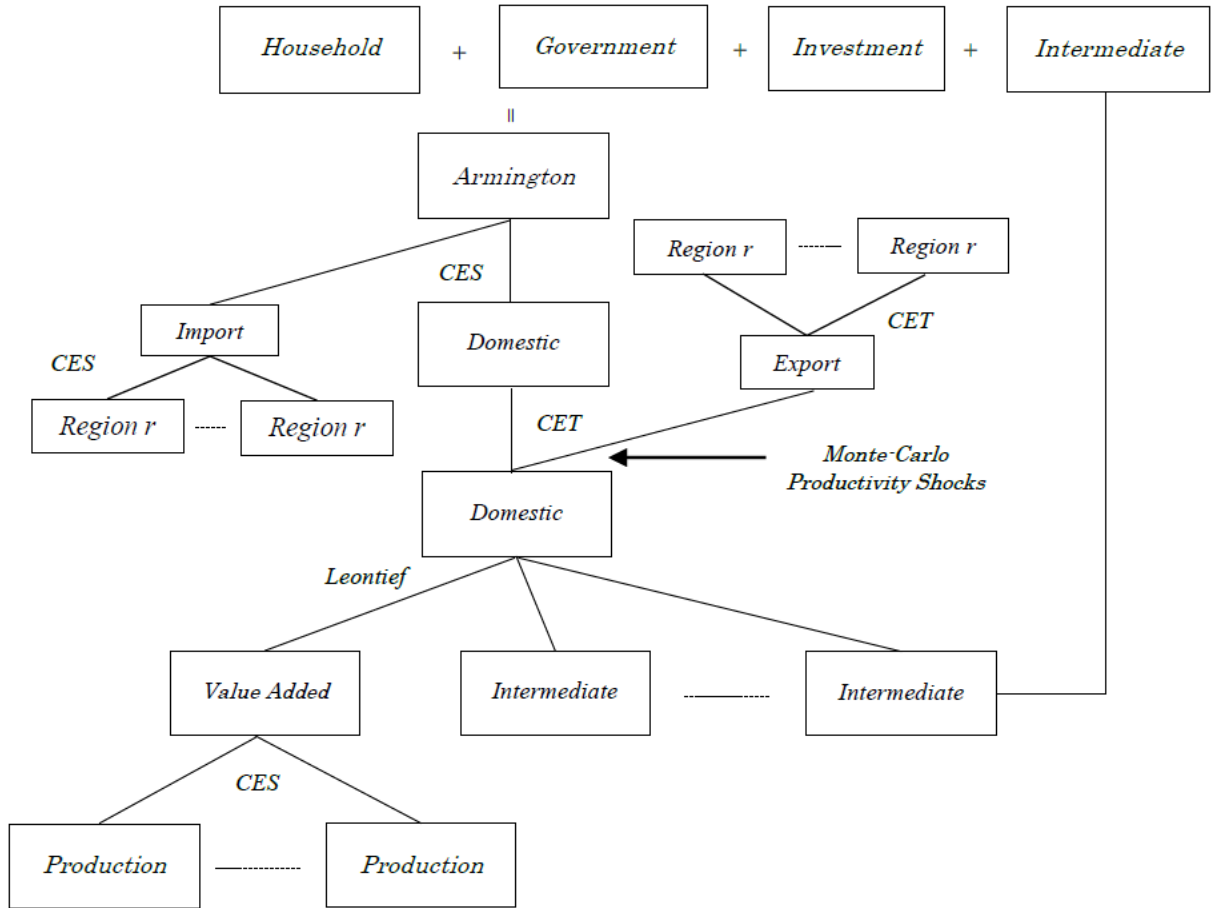 Household + Government + Investment + Intermediate
=
Armington
Region r
Region r
CES
Import
Domestic
CET
CES
Export
Region r
Region r
CET
Monte-Carlo
Productivity Shocks
Domestic
Leontief
Value Added
Intermediate
Intermediate
CES
Production
Production